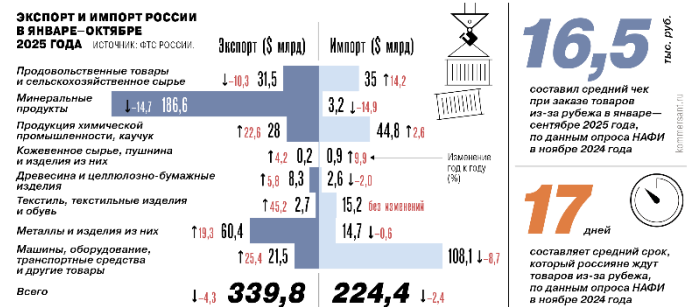 ЭКСПОРТ И ИМПОРТ РОССИИ
В ЯНВАРЕ–ОКТЯБРЕ
2025 ГОДА ИСТОЧНИК: ФТС РОССИИ.
Экспорт ($ млрд) Импорт ($ млрд)
Продовольственные товары
и сельскохозяйственное сырье ↓–10,3 31,5 35 ↑14,2
Минеральные
продукты ↓–14,7 186,6 3,2 ↓–14,9
Продукция химической
промышленности, каучук ↑22,6 28 44,8 ↑2,6
Кожевенное сырье, пушнина
и изделия из них ↑4,2 0,2 0,9 ↑9,9
Изменение
год к году
(%)
Древесина и целлюлозно-бумажные
изделия ↑5,8 8,3 2,6 ↓–2,0
Текстиль, текстильные изделия
и обувь ↑45,2 2,7 15,2 без изменений
Металлы и изделия из них ↑19,3 60,4 14,7 ↓–0,6
Машины, оборудование,
транспортные средства
и другие товары ↑25,4 21,5 108,1 ↓–8,7
Всего ↓–4,3 339,8 224,4 ↓–2,4
16,5 тыс. руб.
составил средний чек
при заказе товаров
из-за рубежа в январе—
сентябре 2025 года,
по данным опроса НАФИ
в ноябре 2024 года
17 дней
составляет средний срок,
который россияне ждут
товаров из-за рубежа,
по данным опроса НАФИ
в ноябре 2024 года
kommersant.ru